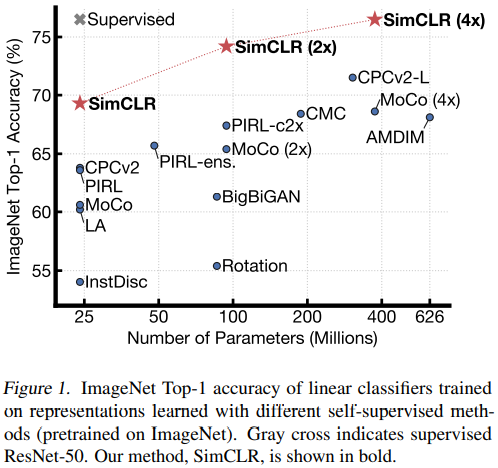 ImageNet Top-1 Accuracy (%)
75
70
65
60
55
Supervised
SimCLR (4x)
SimCLR (2x)
SimCLR
CPCv2-L
MoCo (4x)
CMC
AMDIM
PIRL-c2x
MoCo (2x)
PIRL-ens.
CPCv2
PIRL
BigBiGAN
MoCo
LA
Rotation
InstDisc
25 50 100 200 400 626
Number of Parameters (Millions)
Figure 1. ImageNet Top-1 accuracy of linear classifiers trained
on representations learned with different self-supervised meth-
ods (pretrained on ImageNet). Gray cross indicates supervised
ResNet-50. Our method, SimCLR, is shown in bold.